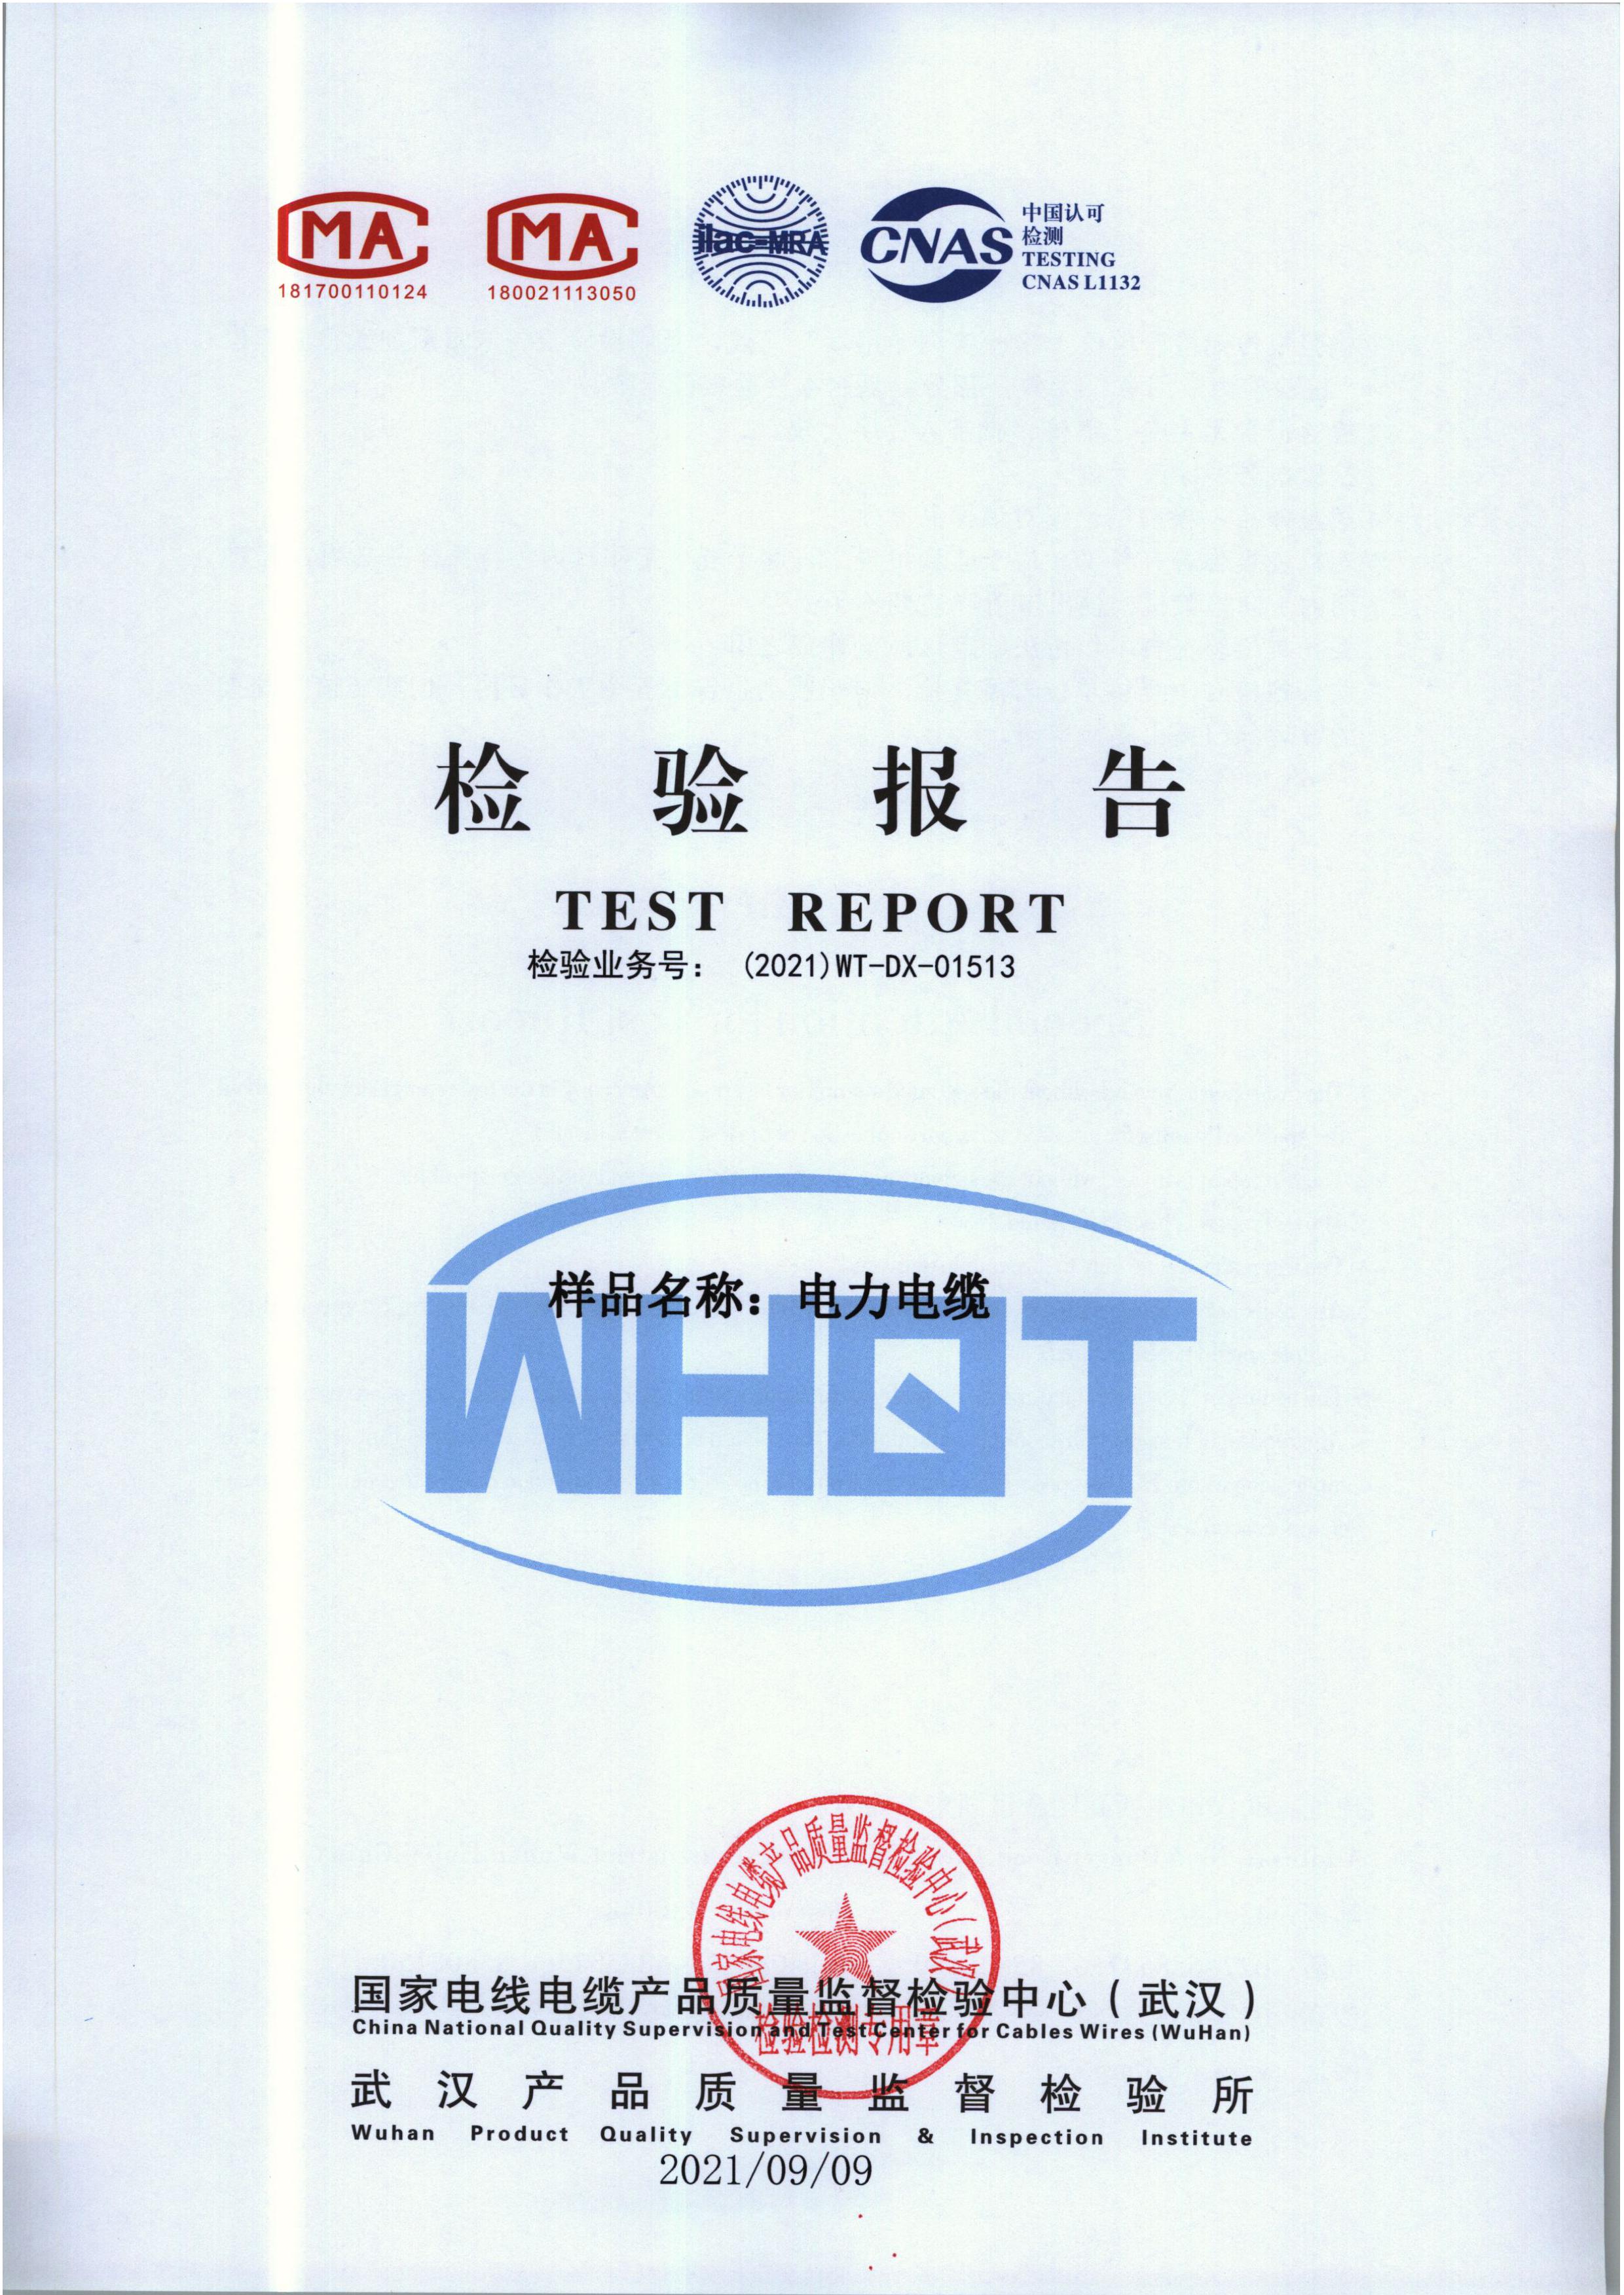 MA
181700110124
MA
180021113050
ilac-MRA
CNAS
中国认可
检测
TESTING
CNAS L1132
检验报告
TEST REPORT
检验业务号：(2021)WT-DX-01513
样品名称：电力电缆
WHQT
国家电线电缆产品质量监督检验中心（武汉）
检验检测专用章
国家电线电缆产品质量监督检验中心（武汉）
China National Quality Supervision and Test Center for Cables Wires (WuHan)
武汉产品质量监督检验所
Wuhan Product Quality Supervision & Inspection Institute
2021/09/09